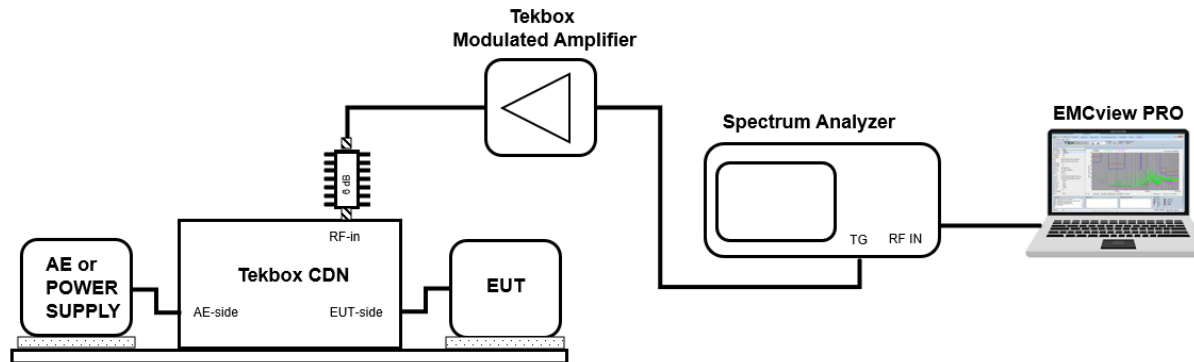 Tekbox
Modulated Amplifier
Spectrum Analyzer
EMCview PRO
6 dB
RF-in
TG RF IN
AE or
POWER
SUPPLY
Tekbox CDN
EUT
AE-side
EUT-side